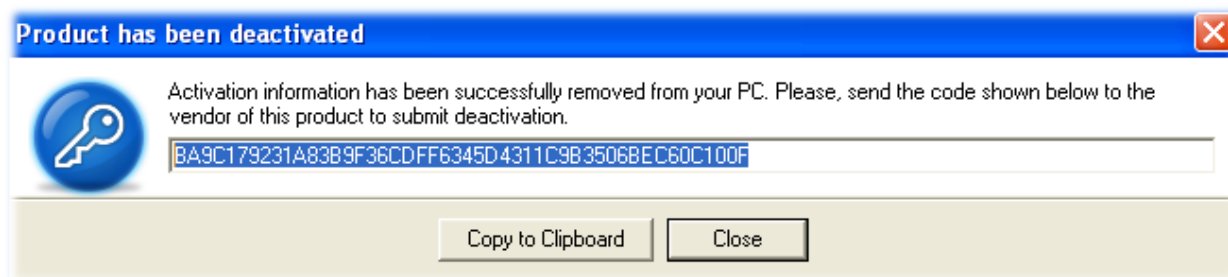 Product has been deactivated
Activation information has been successfully removed from your PC. Please, send the code shown below to the
vendor of this product to submit deactivation.
BA9C179231A83B9F36CDFF6345D4311C9B3506BEC60C100F
Copy to Clipboard
Close